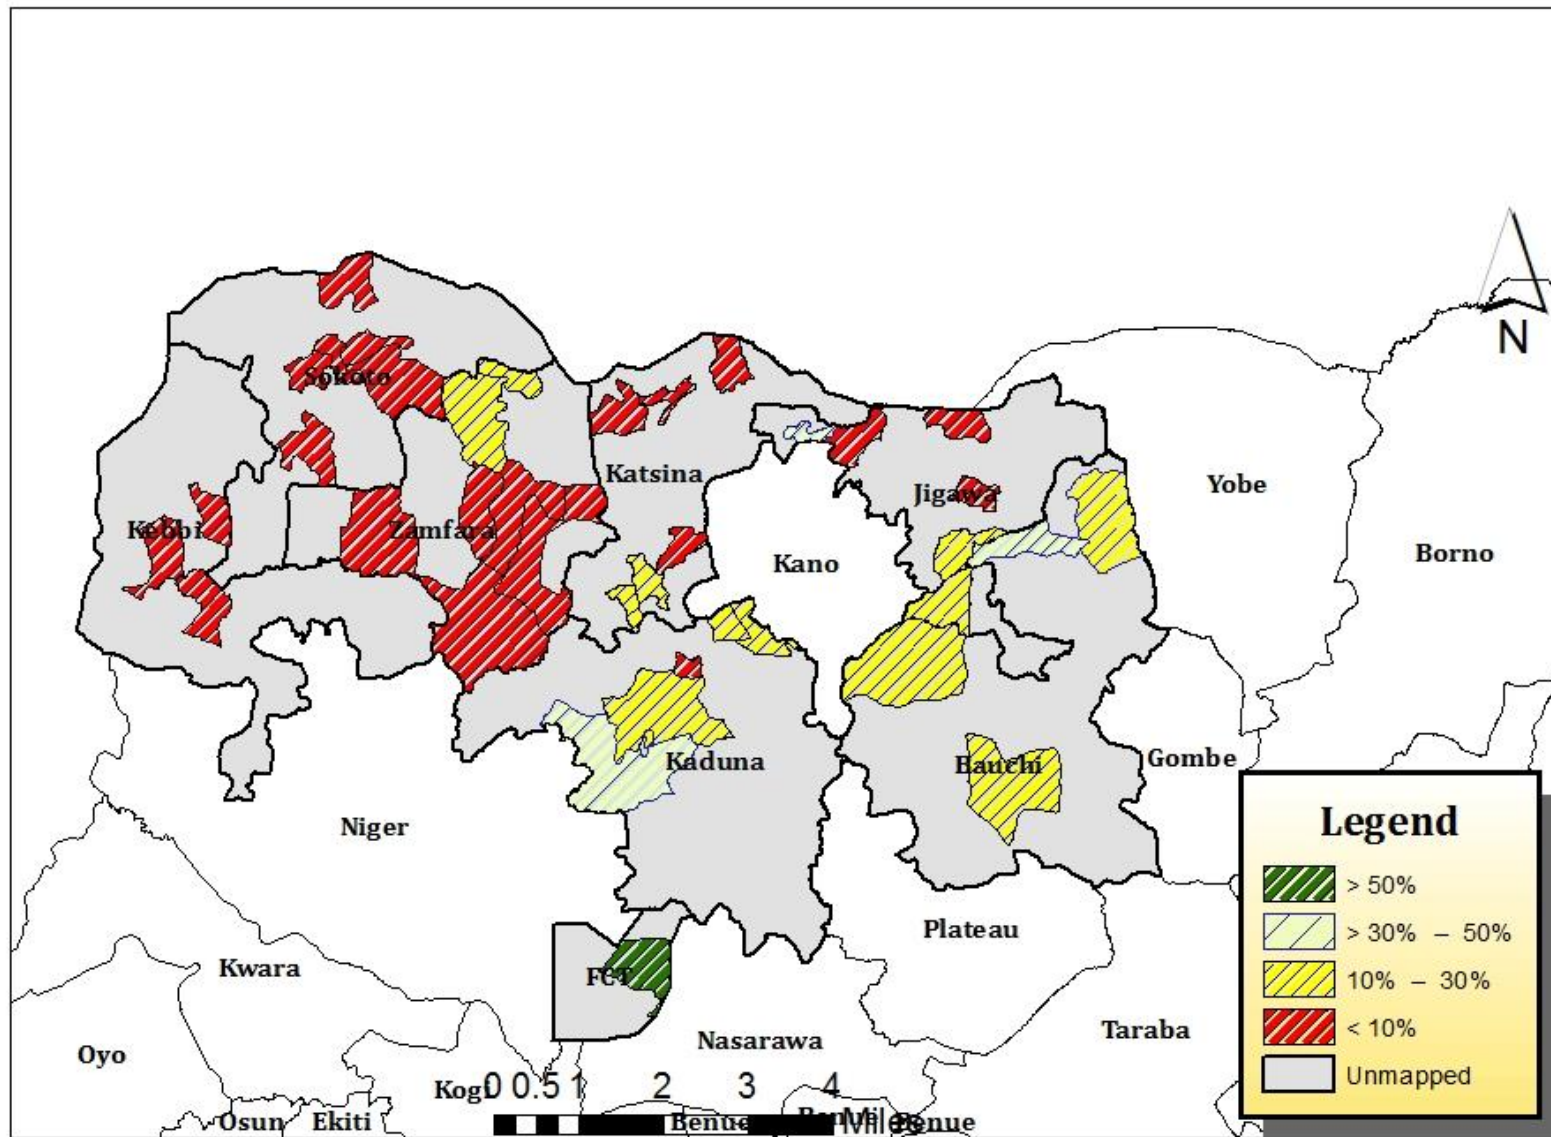 N
Sokoto
Katsina
Jigawa
Yobe
Kebbi
Zamfara
Kano
Borno
Kaduna
Bauchi
Gombe
Niger
Legend
> 50%
> 30% – 50%
10% – 30%
< 10%
Unmapped
Plateau
Kwara
FCT
Nasarawa
Taraba
Oyo
Kogi
0 0.5 1 2 3 4
Miles
Osun
Ekiti
Benue
Benue
Benue